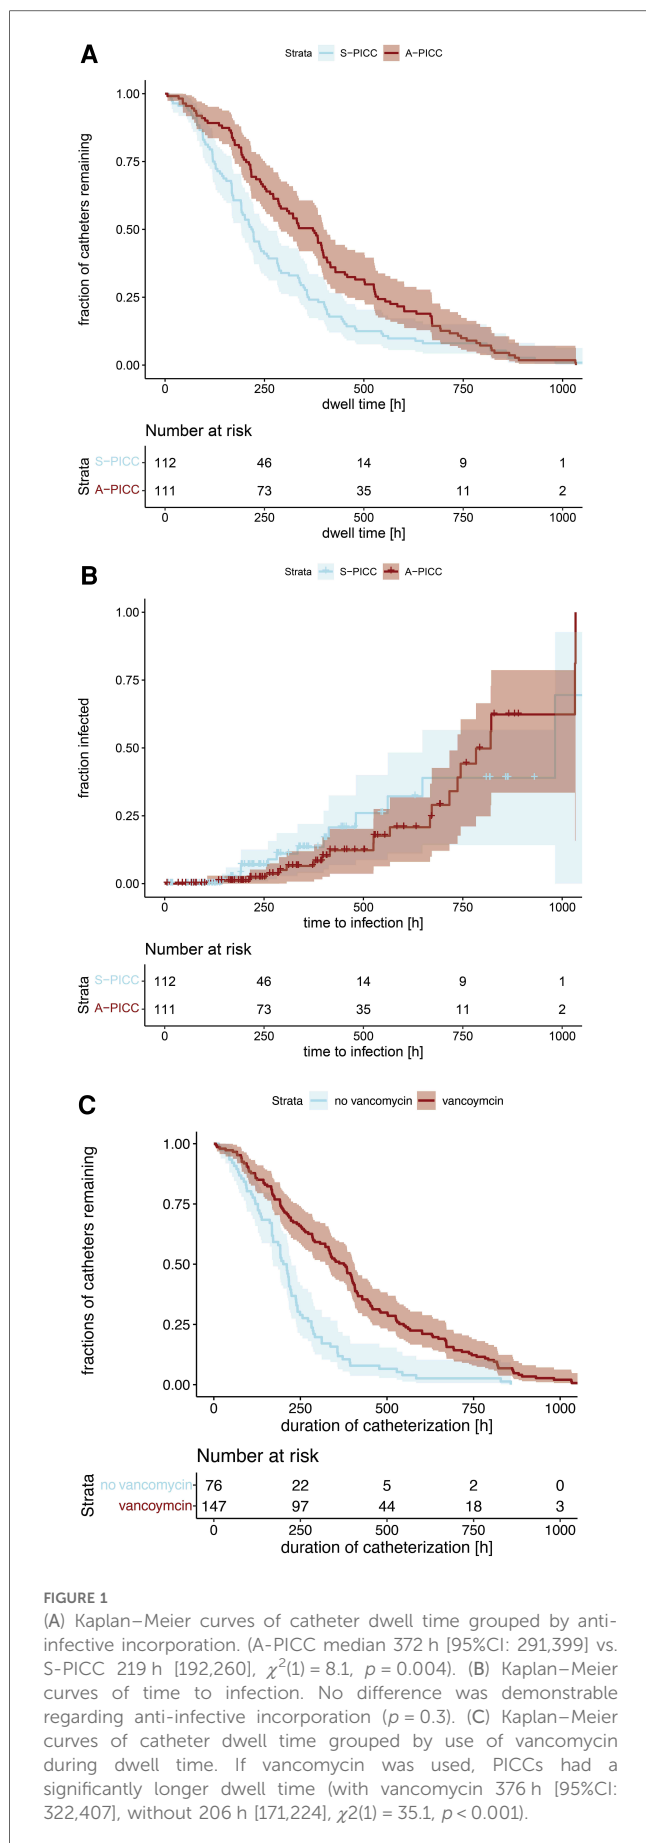 A
Strata S-PICC A-PICC
fraction of catheters remaining
1.00
0.75
0.50
0.25
0.00
0 250 500 750 1000
dwell time [h]
Number at risk
Strata
S-PICC 112 46 14 9 1
A-PICC 111 73 35 11 2
0 250 500 750 1000
dwell time [h]
B
Strata S-PICC A-PICC
fraction infected
1.00
0.75
0.50
0.25
0.00
0 250 500 750 1000
time to infection [h]
Number at risk
Strata
S-PICC 112 46 14 9 1
A-PICC 111 73 35 11 2
0 250 500 750 1000
time to infection [h]
C
Strata no vancomycin vancoymcin
fractions of catheters remaining
1.00
0.75
0.50
0.25
0.00
0 250 500 750 1000
duration of catheterization [h]
Number at risk
Strata
no vancomycin 76 22 5 2 0
vancoymcin 147 97 44 18 3
0 250 500 750 1000
duration of catheterization [h]
FIGURE 1
(A) Kaplan–Meier curves of catheter dwell time grouped by anti-
infective incorporation. (A-PICC median 372 h [95%CI: 291,399] vs.
S-PICC 219 h [192,260], χ²(1) = 8.1, p = 0.004). (B) Kaplan–Meier
curves of time to infection. No difference was demonstrable
regarding anti-infective incorporation (p = 0.3). (C) Kaplan–Meier
curves of catheter dwell time grouped by use of vancomycin
during dwell time. If vancomycin was used, PICCs had a
significantly longer dwell time (with vancomycin 376 h [95%CI:
322,407], without 206 h [171,224], χ2(1) = 35.1, p < 0.001).